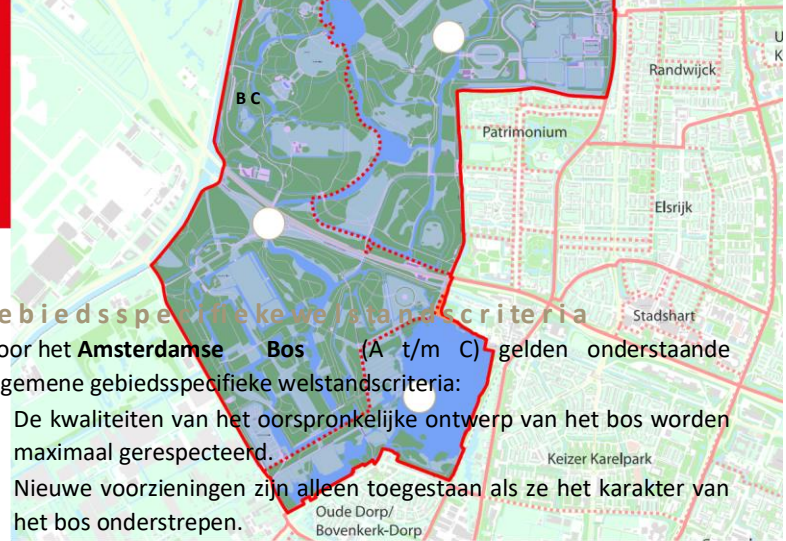 B C
U
K
Randwijck
Patrimonium
Elsrijk
Stadshart
ebiedsspecifiekewelstandscriteria
oor het Amsterdamse Bos (A t/m C) gelden onderstaande
gemene gebiedsspecifieke welstandscriteria:
De kwaliteiten van het oorspronkelijke ontwerp van het bos worden
maximaal gerespecteerd.
Keizer Karelpark
Nieuwe voorzieningen zijn alleen toegestaan als ze het karakter van
het bos onderstrepen.
Oude Dorp/
Bovenkerk-Dorp